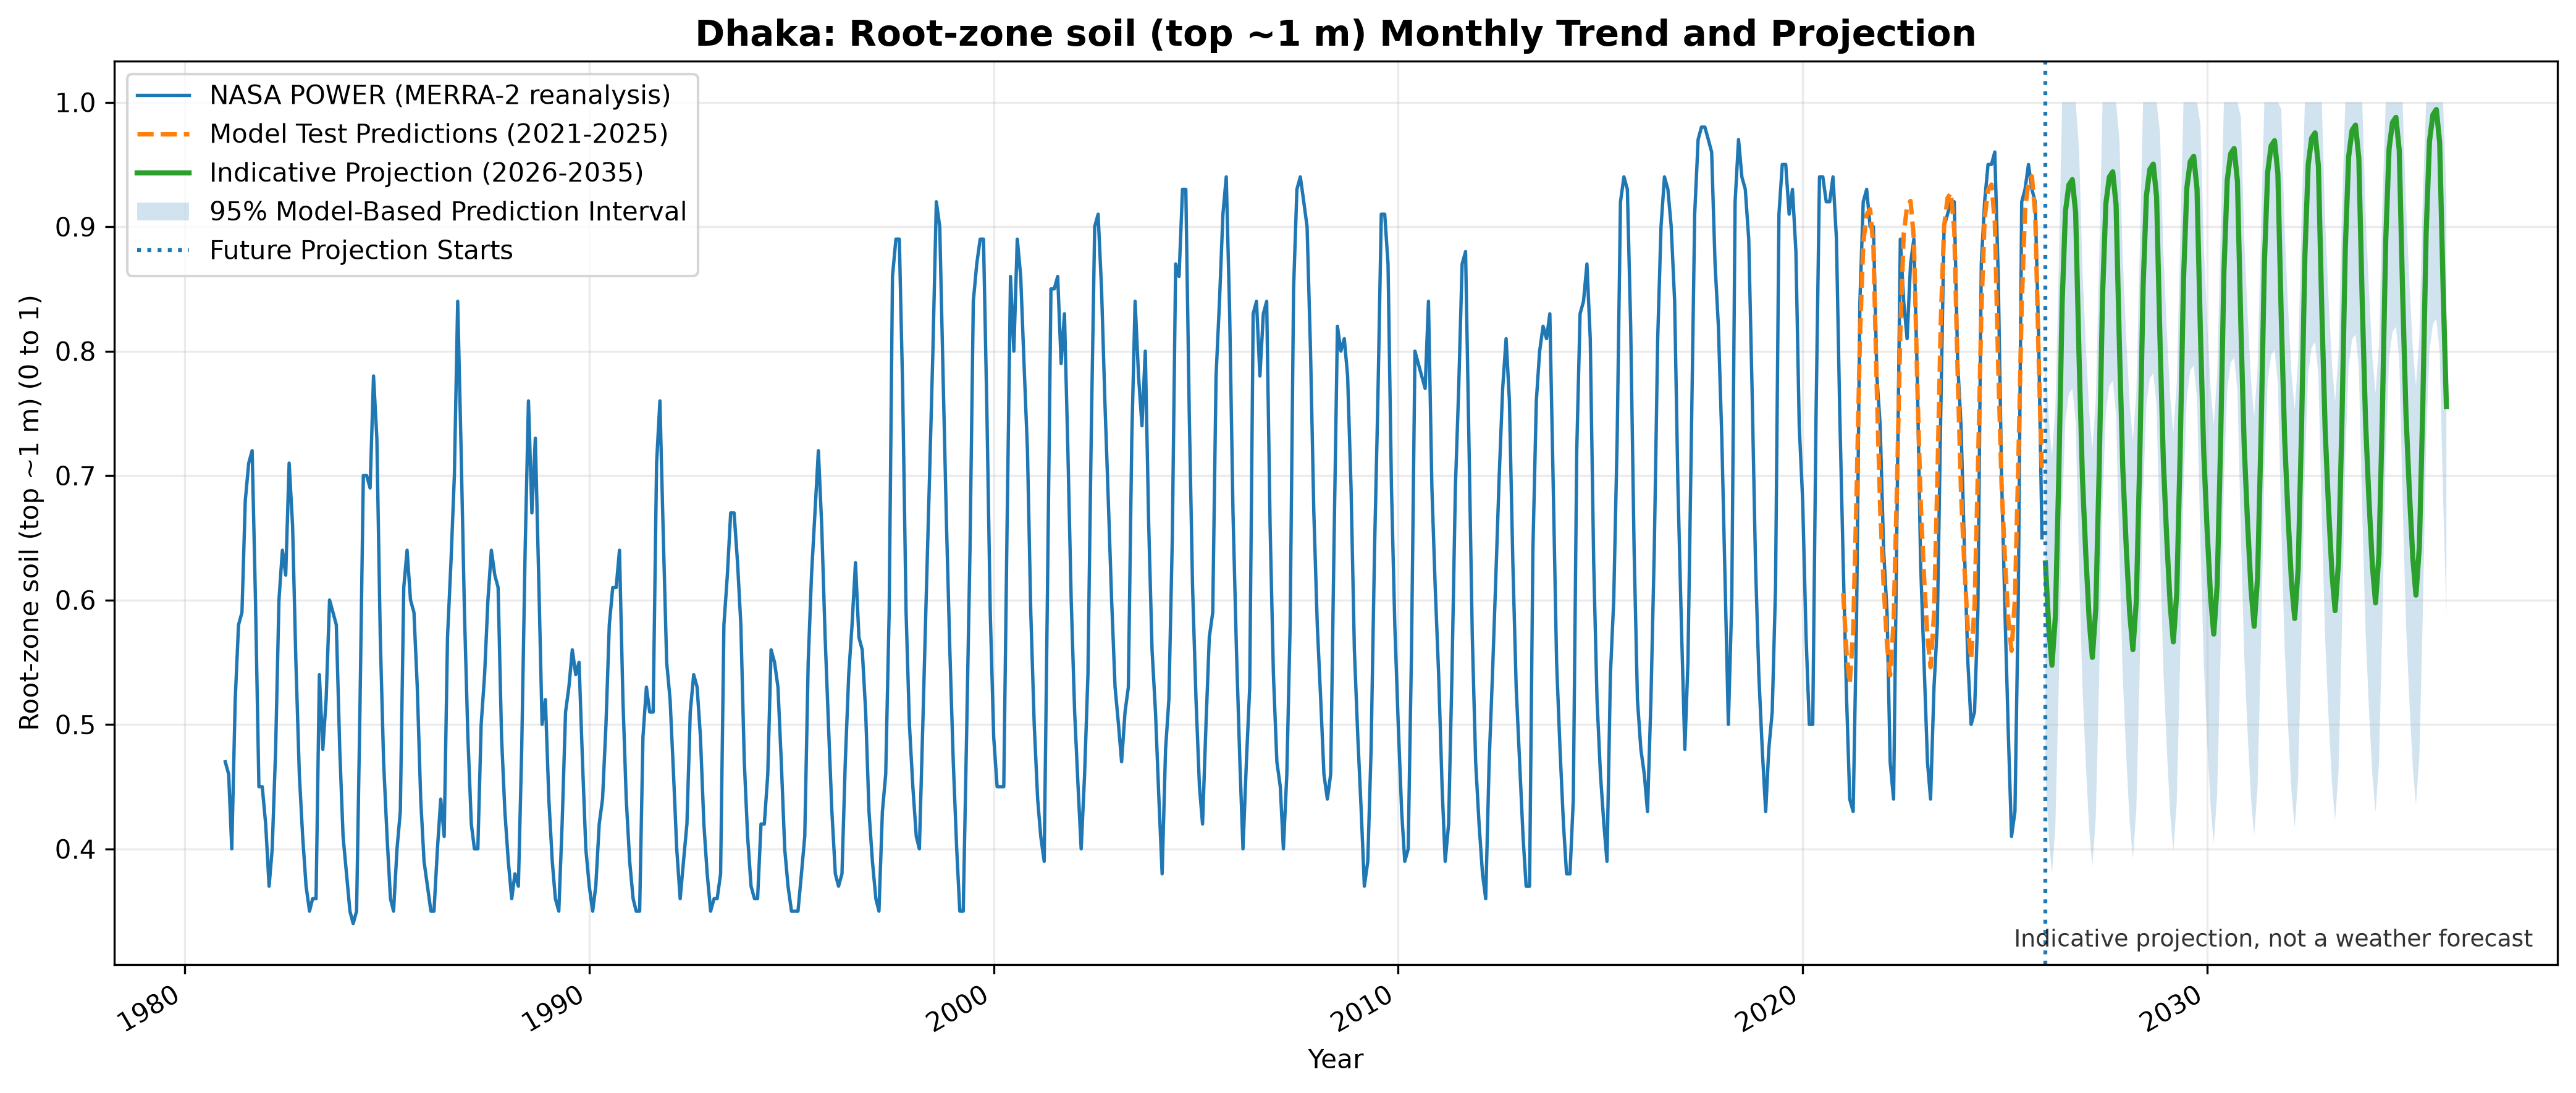 Dhaka: Root-zone soil (top ~1 m) Monthly Trend and Projection
NASA POWER (MERRA-2 reanalysis)
Model Test Predictions (2021-2025)
Indicative Projection (2026-2035)
95% Model-Based Prediction Interval
Future Projection Starts
Root-zone soil (top ~1 m) (0 to 1)
1.0
0.9
0.8
0.7
0.6
0.5
0.4
Indicative projection, not a weather forecast
1980
1990
2000
2010
2020
2030
Year